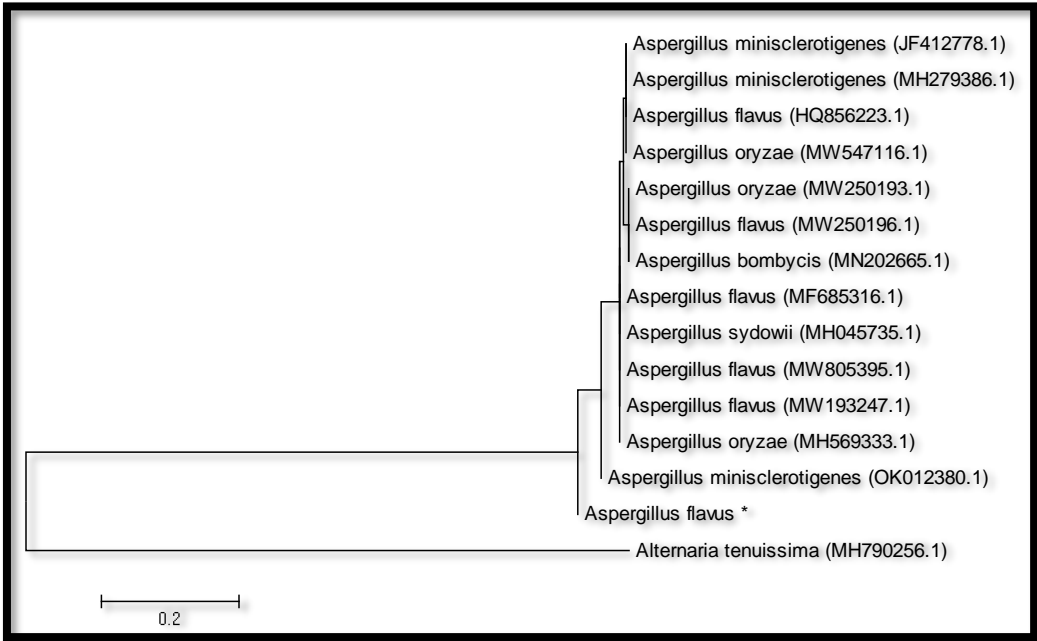 Aspergillus minisclerotigenes (JF412778.1)
Aspergillus minisclerotigenes (MH279386.1)
Aspergillus flavus (HQ856223.1)
Aspergillus oryzae (MW547116.1)
Aspergillus oryzae (MW250193.1)
Aspergillus flavus (MW250196.1)
Aspergillus bombycis (MN202665.1)
Aspergillus flavus (MF685316.1)
Aspergillus sydowii (MH045735.1)
Aspergillus flavus (MW805395.1)
Aspergillus flavus (MW193247.1)
Aspergillus oryzae (MH569333.1)
Aspergillus minisclerotigenes (OK012380.1)
Aspergillus flavus *
Alternaria tenuissima (MH790256.1)
0.2